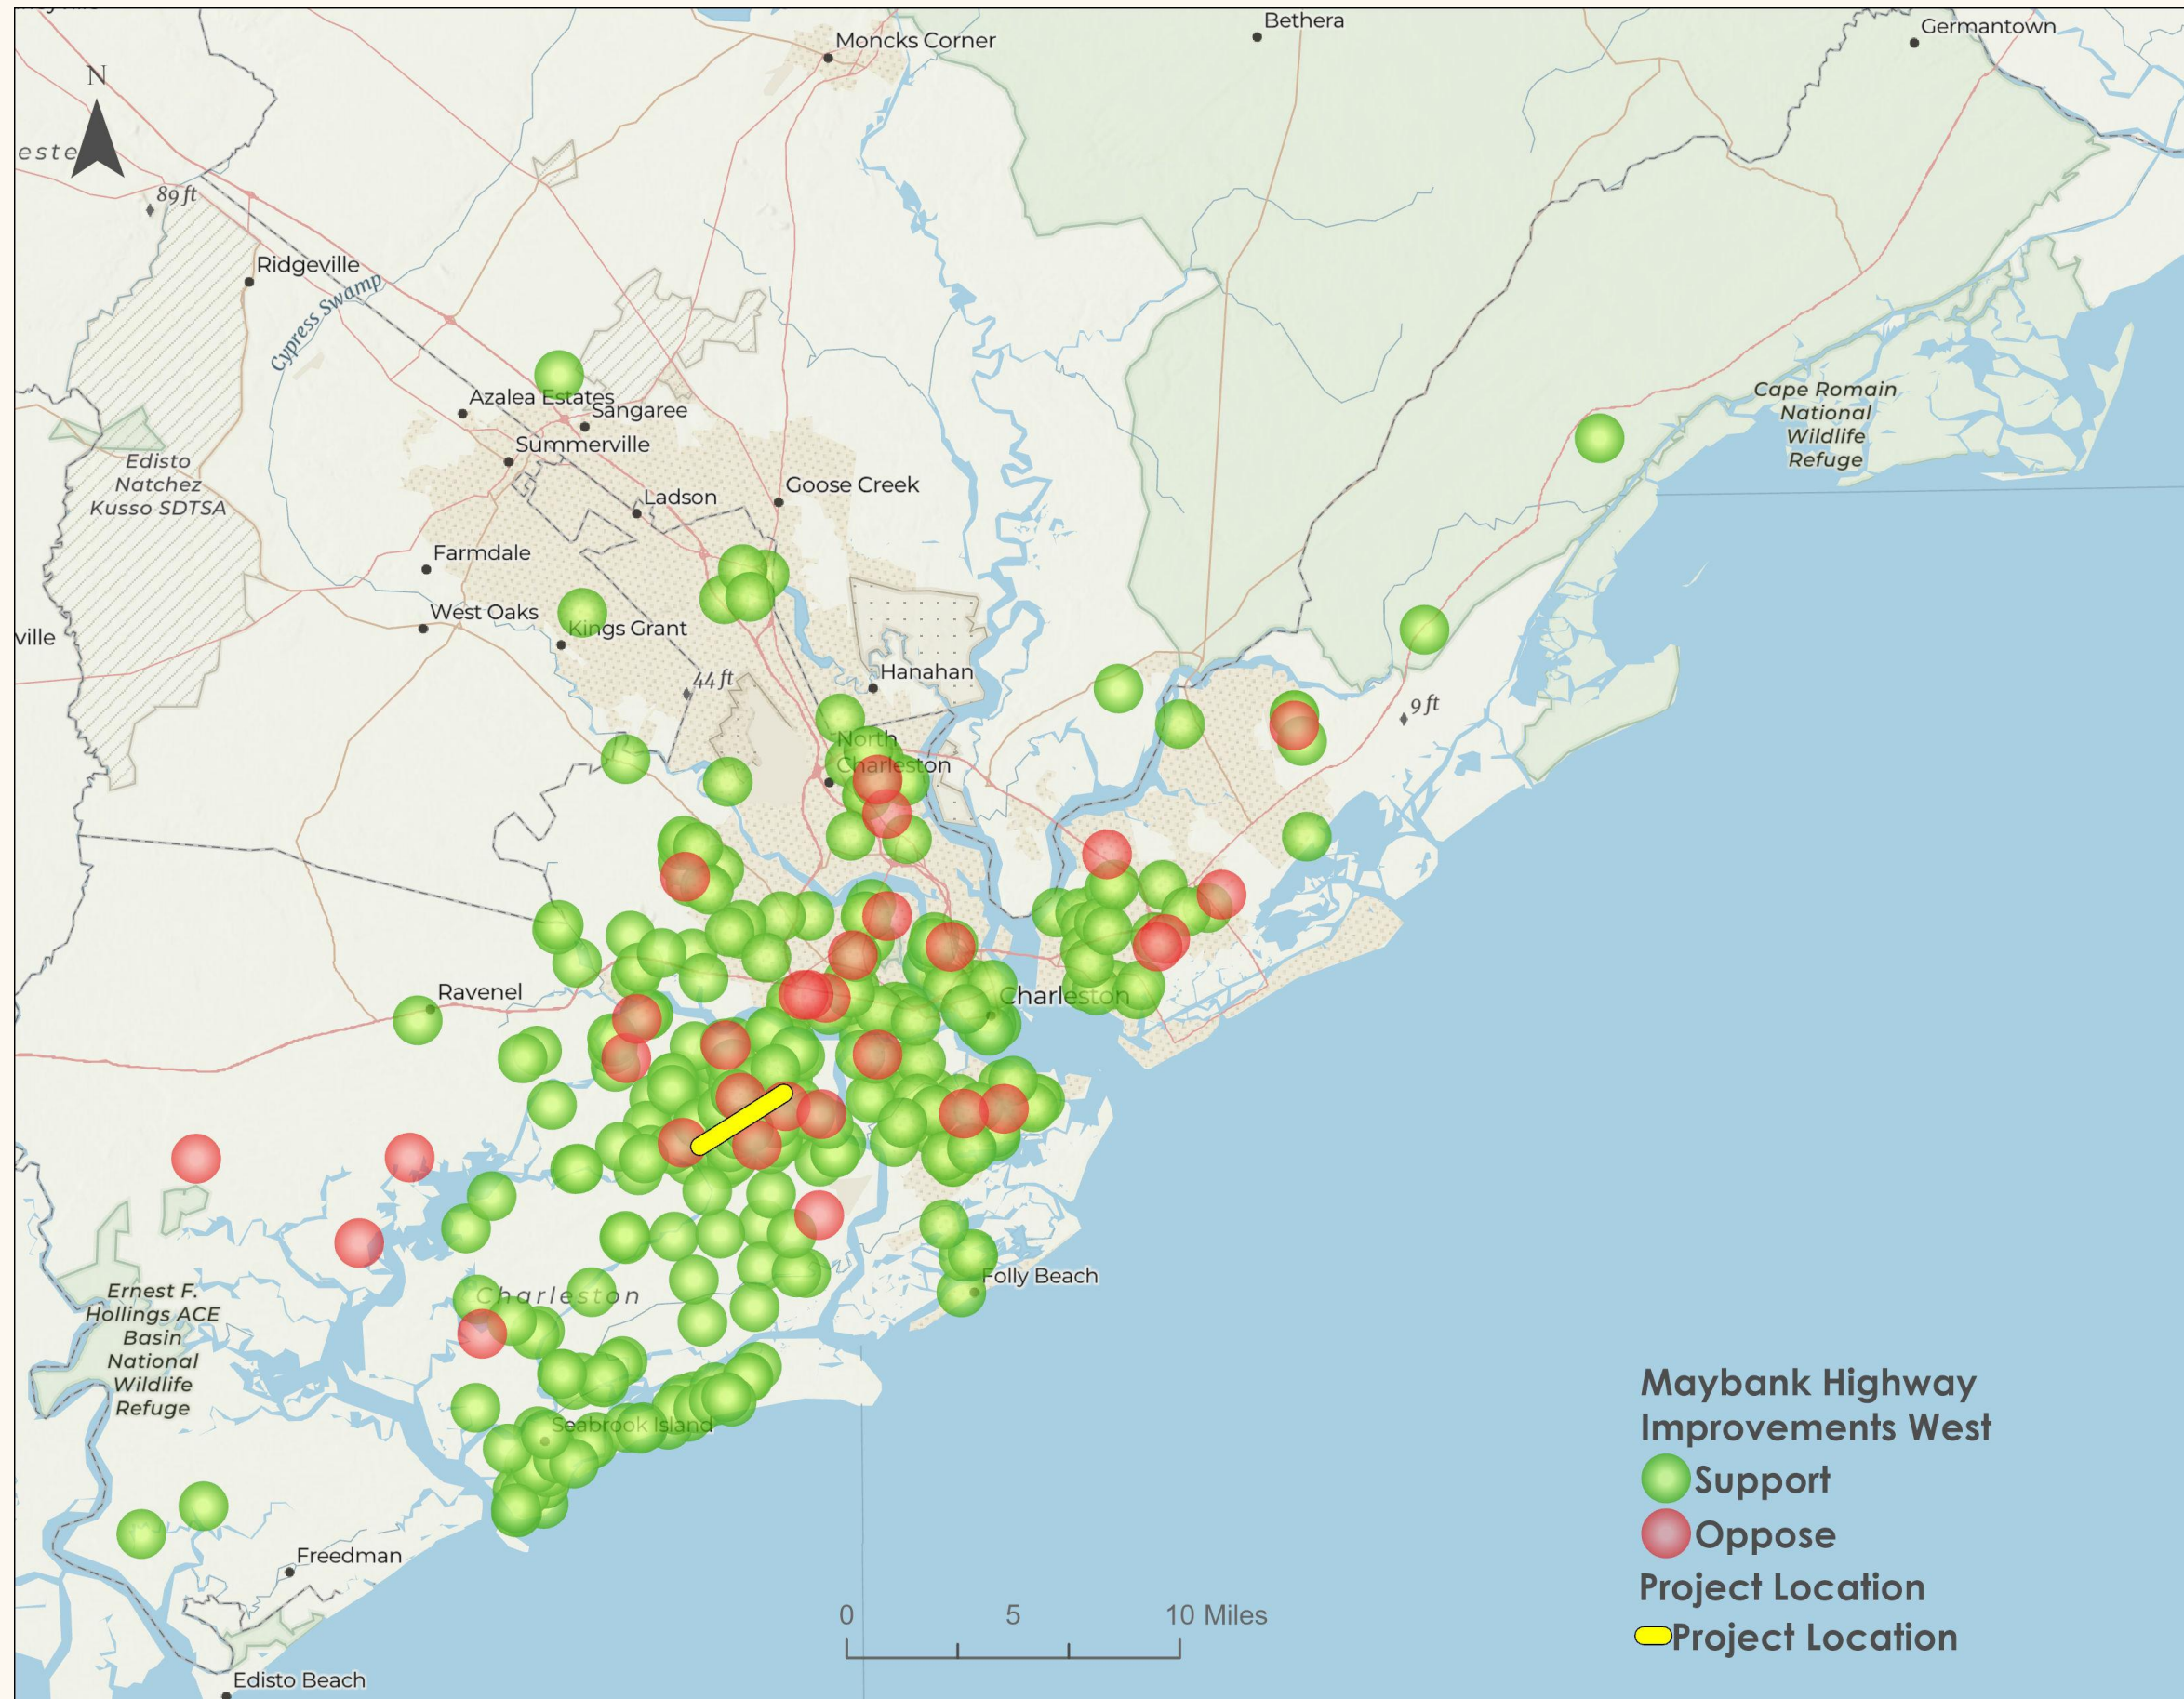 Bethera
Germantown
Moncks Corner
N
este
89 ft
Ridgeville
Cypress Swamp
Cape Romain
National
Wildlife
Refuge
Azalea Estates
Sangaree
Summerville
Edisto
Natchez
Kusso SDTSA
Ladson
Goose Creek
Farmdale
West Oaks
Kings Grant
ville
44 ft
Hanahan
9 ft
North
Charleston
Ravenel
Charleston
Folly Beach
Charleston
Ernest F.
Hollings ACE
Basin
National
Wildlife
Refuge
Seabrook Island
Freedman
Edisto Beach
0 5 10 Miles
Maybank Highway
Improvements West
Support
Oppose
Project Location
Project Location